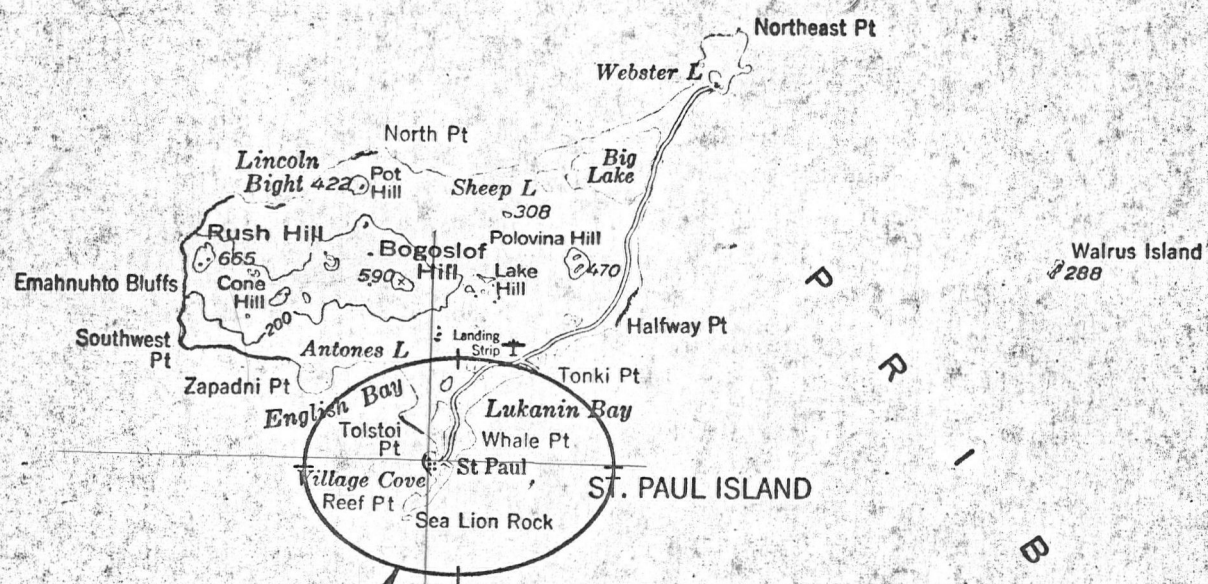 Northeast Pt
Webster L
North Pt
Lincoln
Bight 422
Pot
Hill
Sheep L
308
Big
Lake
Rush Hill
665
Bogoslof
Hill
590
Polovina Hill
470
Lake
Hill
Emahnuhto Bluffs
Cone
Hill
200
Walrus Island
288
Southwest
Pt
Antones L
Landing
Strip
Halfway Pt
Zapadni Pt
English Bay
Tonki Pt
Lukanin Bay
Tolstoi
Pt
Whale Pt
St Paul
Village Cove
Reef Pt
Sea Lion Rock
ST. PAUL ISLAND
P
R
I
B